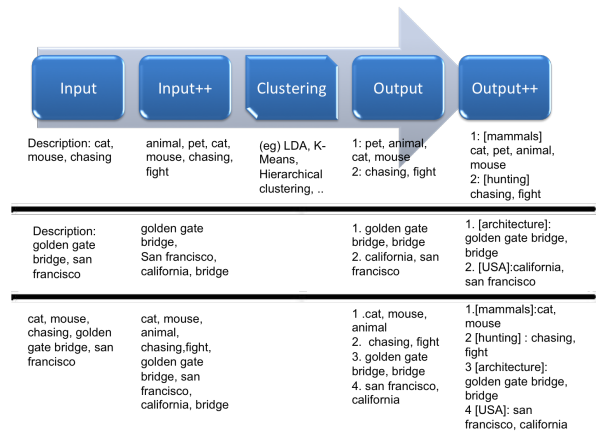 Input
Input++
Clustering
Output
Output++
Description: cat,
mouse, chasing
animal, pet, cat,
mouse, chasing,
fight
(eg) LDA, K-
Means,
Hierarchical
clustering, ..
1: pet, animal,
cat, mouse
2: chasing, fight
1: [mammals]
cat, pet, animal,
mouse
2: [hunting]
chasing, fight
Description:
golden gate
bridge, san
francisco
golden gate
bridge,
San francisco,
california, bridge
1. golden gate
bridge, bridge
2. california, san
francisco
1. [architecture]:
golden gate bridge,
bridge
2. [USA]:california,
san francisco
cat, mouse,
chasing, golden
gate bridge, san
francisco
cat, mouse,
animal,
chasing,fight,
golden gate
bridge, san
francisco,
california, bridge
1 .cat, mouse,
animal
2. chasing, fight
3. golden gate
bridge, bridge
4. san francisco,
california
1.[mammals]:cat,
mouse
2 [hunting] : chasing,
fight
3 [architecture]:
golden gate bridge,
bridge
4 [USA]: san
francisco, california